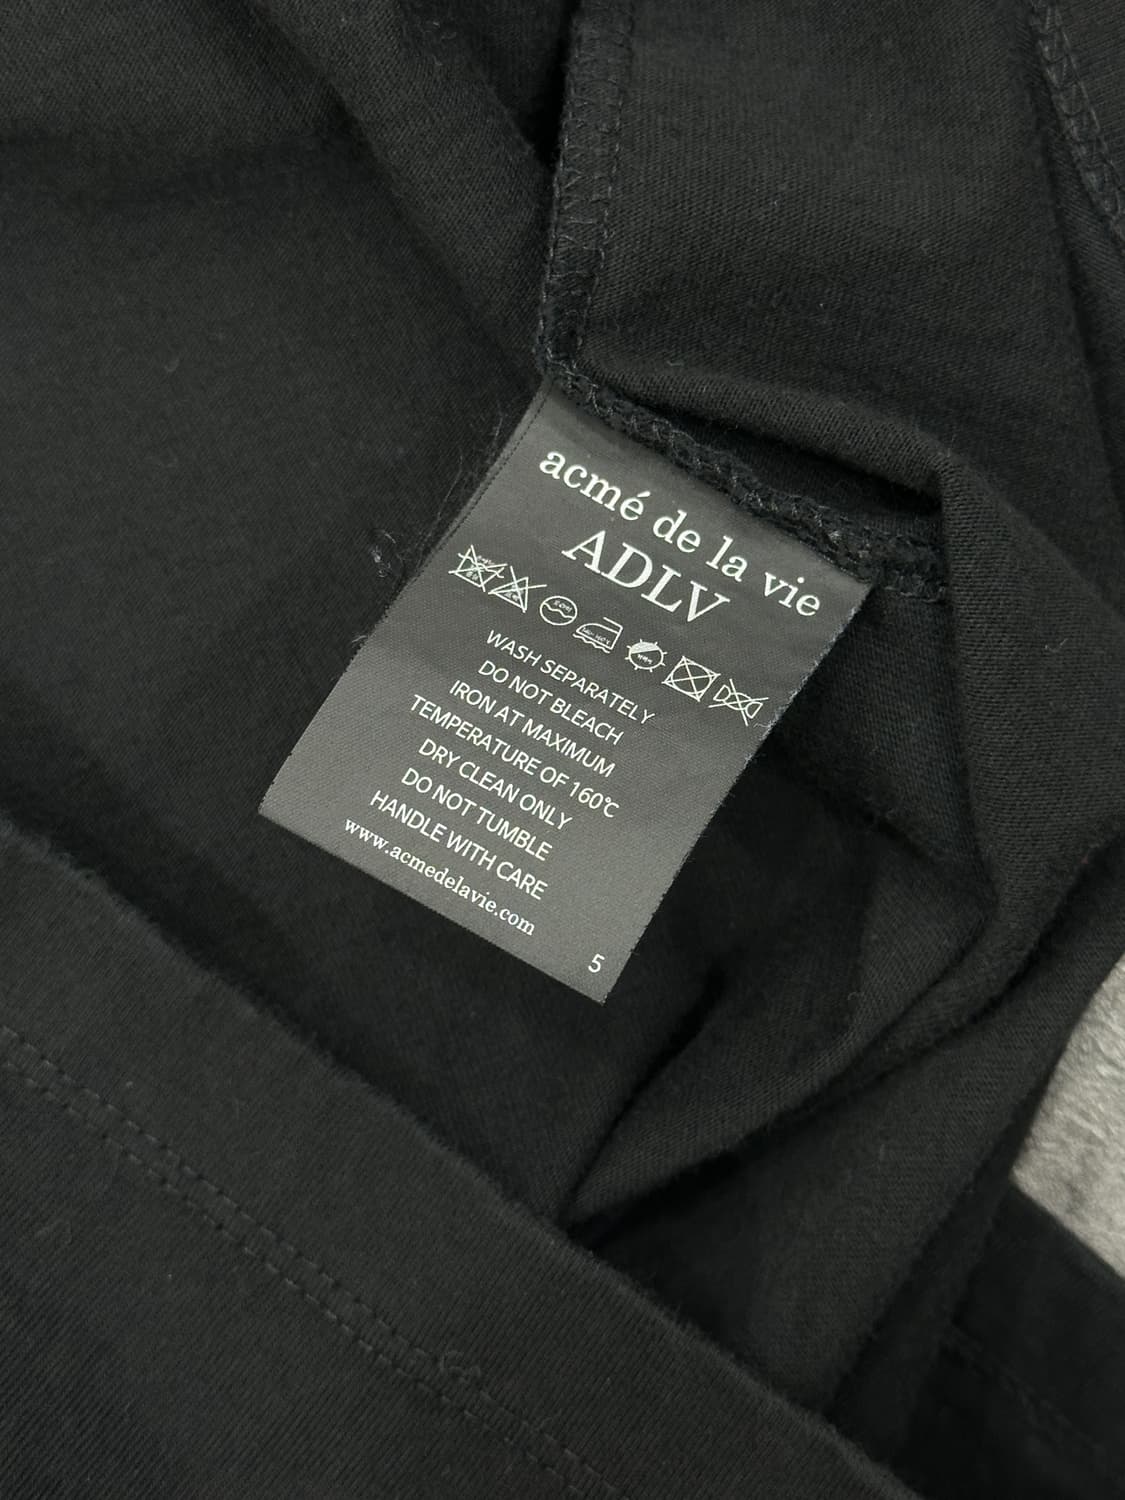 acmé de la vie
ADLV
WASH SEPARATELY
DO NOT BLEACH
IRON AT MAXIMUM
TEMPERATURE OF 160℃
DRY CLEAN ONLY
DO NOT TUMBLE
HANDLE WITH CARE
www.acmedelavie.com
5